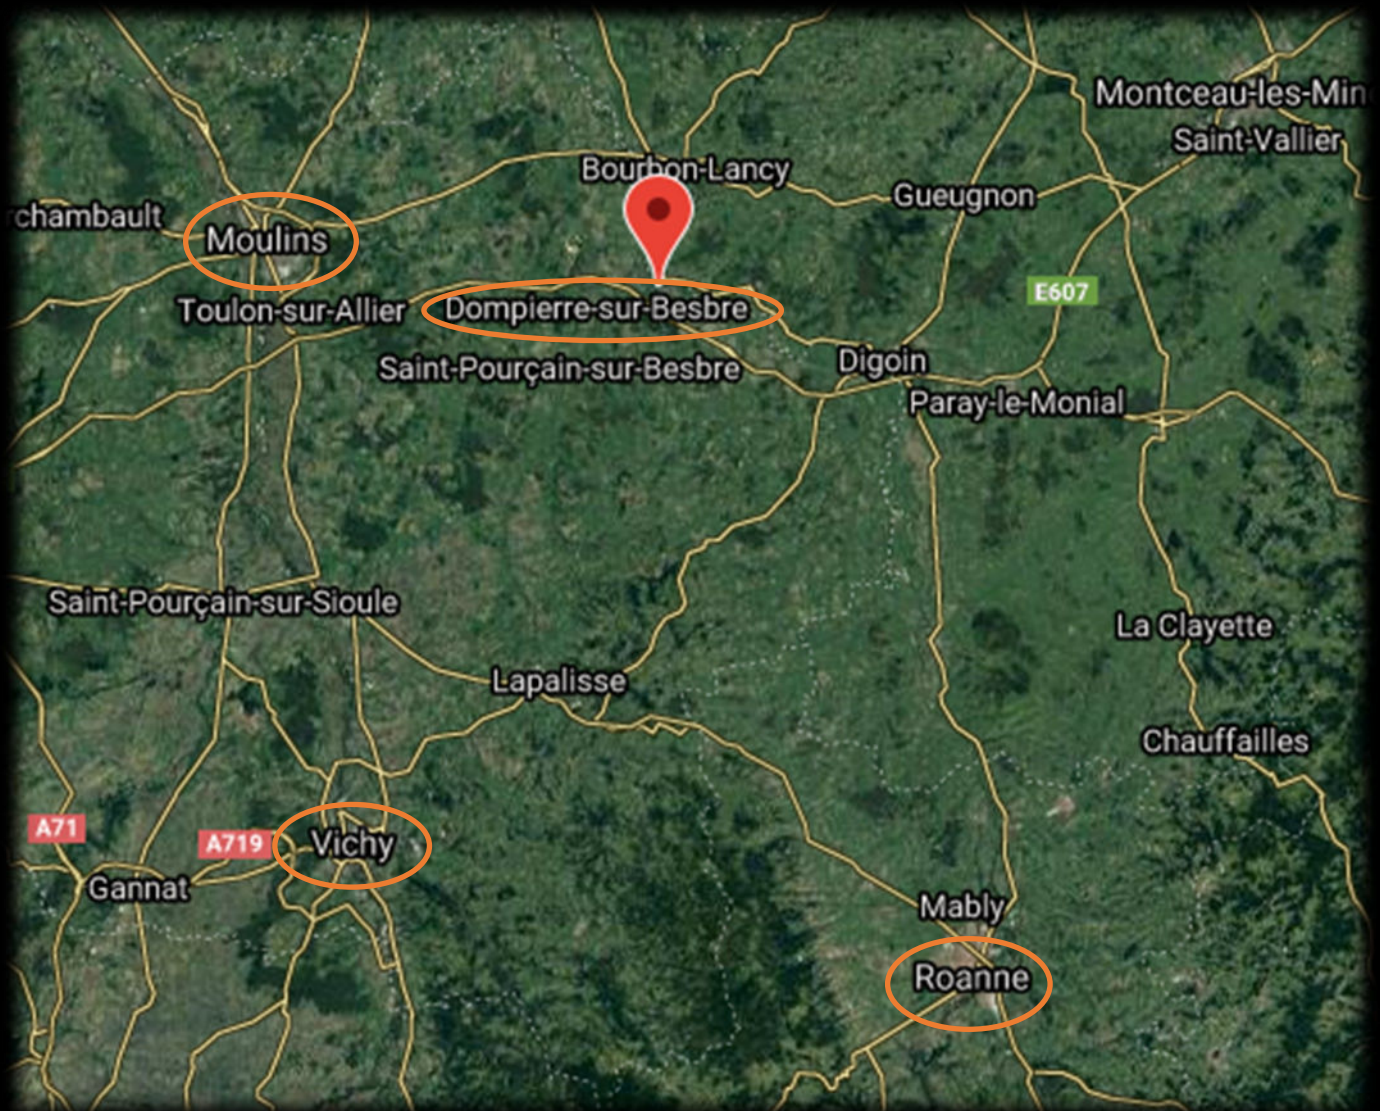 Montceau-les-Min
Saint-Vallier
Bourbon-Lancy
Gueugnon
rchambault
Moulins
E607
Toulon-sur-Allier
Dompierre-sur-Besbre
Digoin
Saint-Pourçain-sur-Besbre
Paray-le-Monial
Saint-Pourçain-sur-Sioule
La Clayette
Lapalisse
Chauffailles
A71
A719
Vichy
Gannat
Mably
Roanne